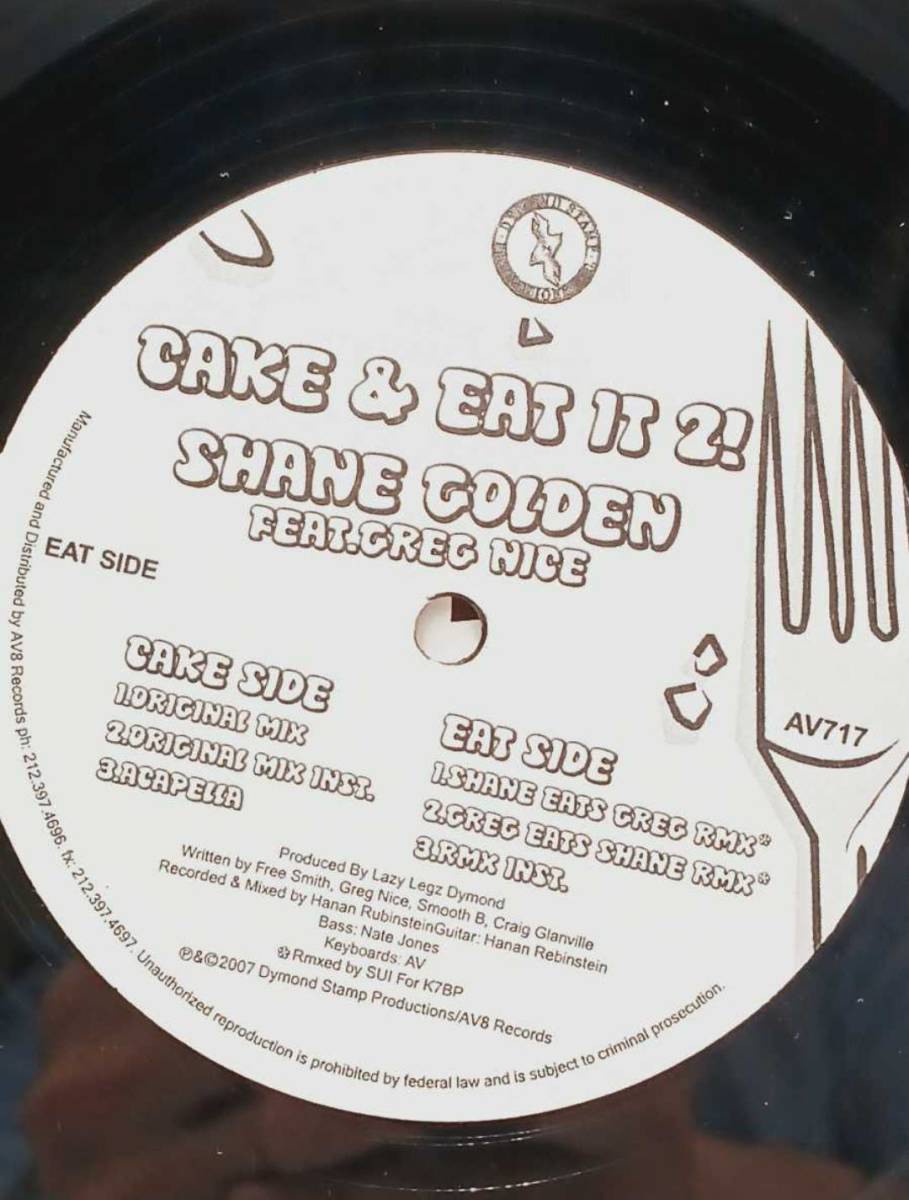 CAKE & EAT IT 2!
SHANE GOLDEN
FEAT.GREG NICE
EAT SIDE
CAKE SIDE
1.ORIGINAL MIX
2.ORIGINAL MIX INST.
3.ACAPELLA
EAT SIDE
1.SHANE EATS GREG RMX*
2.GREG EATS SHANE RMX*
3.RMX INST.
AV717
Produced By Lazy Legz Dymond
Written by Free Smith, Greg Nice, Smooth B, Craig Glanville
Recorded & Mixed by Hanan RubinsteinGuitar: Hanan Rebinstein
Bass: Nate Jones
Keyboards: AV
* Rmxed by SUI For K7BP
℗&©2007 Dymond Stamp Productions/AV8 Records
Manufactured and Distributed by AV8 Records ph: 212.397.4696. fx: 212.397.4697. Unauthorized reproduction is prohibited by federal law and is subject to criminal prosecution.